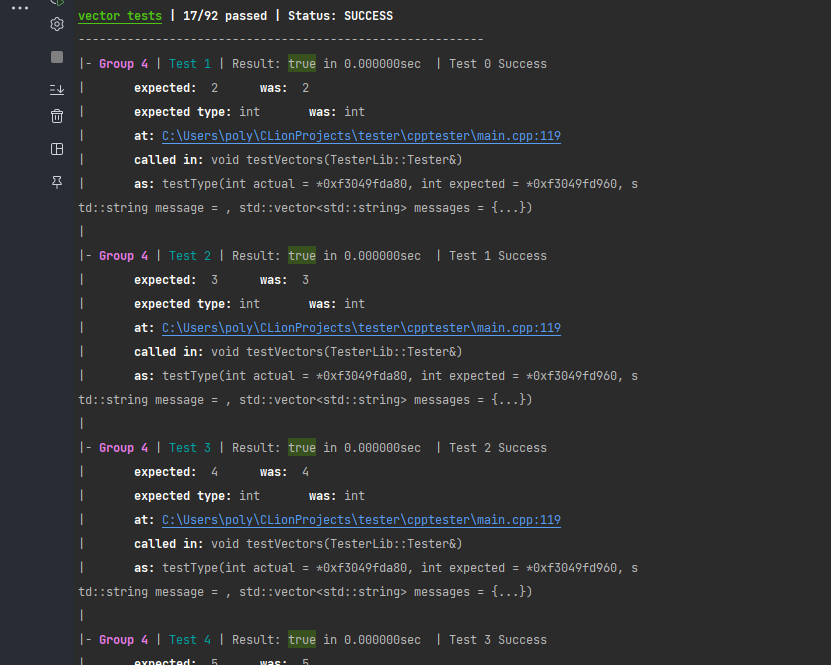 vector tests | 17/92 passed | Status: SUCCESS
----------------------------------------------------------
|- Group 4 | Test 1 | Result: true in 0.000000sec  | Test 0 Success
|       expected:  2      was:  2
|       expected type: int       was: int
|       at: C:\Users\poly\CLionProjects\tester\cpptester\main.cpp:119
|       called in: void testVectors(TesterLib::Tester&)
|       as: testType(int actual = *0xf3049fda80, int expected = *0xf3049fd960, s
td::string message = , std::vector<std::string> messages = {...})
|
|- Group 4 | Test 2 | Result: true in 0.000000sec  | Test 1 Success
|       expected:  3      was:  3
|       expected type: int       was: int
|       at: C:\Users\poly\CLionProjects\tester\cpptester\main.cpp:119
|       called in: void testVectors(TesterLib::Tester&)
|       as: testType(int actual = *0xf3049fda80, int expected = *0xf3049fd960, s
td::string message = , std::vector<std::string> messages = {...})
|
|- Group 4 | Test 3 | Result: true in 0.000000sec  | Test 2 Success
|       expected:  4      was:  4
|       expected type: int       was: int
|       at: C:\Users\poly\CLionProjects\tester\cpptester\main.cpp:119
|       called in: void testVectors(TesterLib::Tester&)
|       as: testType(int actual = *0xf3049fda80, int expected = *0xf3049fd960, s
td::string message = , std::vector<std::string> messages = {...})
|
|- Group 4 | Test 4 | Result: true in 0.000000sec  | Test 3 Success
|       expected:  5      was:  5